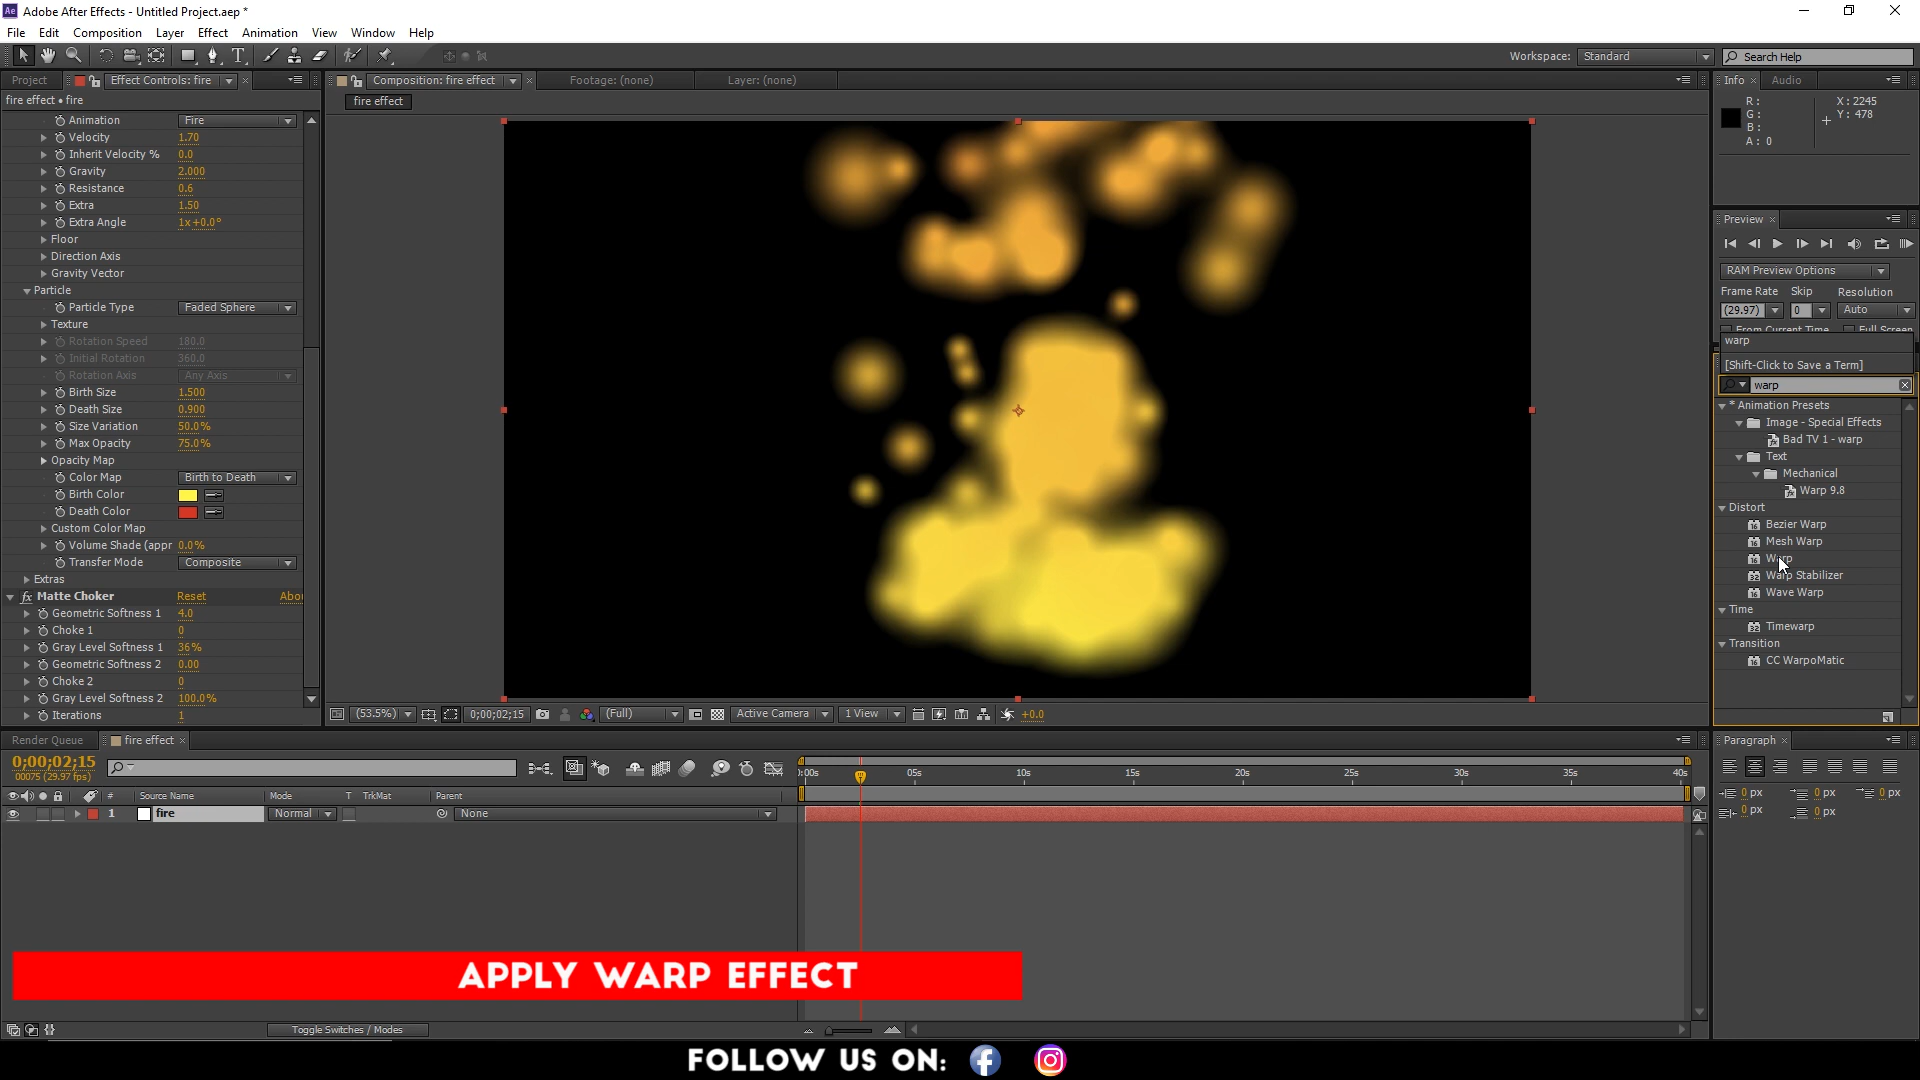 Adobe After Effects - Untitled Project.aep *
File Edit Composition Layer Effect Animation View Window Help
Workspace: Standard
Search Help
Project
Effect Controls: fire
Composition: fire effect
Footage: (none)
Layer: (none)
Info
Audio
fire effect • fire
fire effect
Animation Fire
Velocity 1.70
Inherit Velocity % 0.0
Gravity 2.000
Resistance 0.6
Extra 1.50
Extra Angle 1x+0.0°
Floor
Direction Axis
Gravity Vector
Particle
Particle Type Faded Sphere
Texture
Rotation Speed 180.0
Initial Rotation 360.0
Rotation Axis Any Axis
Birth Size 1.500
Death Size 0.900
Size Variation 50.0%
Max Opacity 75.0%
Opacity Map
Color Map Birth to Death
Birth Color
Death Color
Custom Color Map
Volume Shade (appr 0.0%
Transfer Mode Composite
Extras
fx Matte Choker Reset Abou
Geometric Softness 1 4.0
Choke 1 0
Gray Level Softness 1 36%
Geometric Softness 2 0.00
Choke 2 0
Gray Level Softness 2 100.0%
Iterations 1
(53.5%)
0;00;02;15
(Full)
Active Camera
1 View
+0.0
R :
G :
B :
A : 0
X : 2245
Y : 478
Preview
RAM Preview Options
Frame Rate Skip Resolution
(29.97) 0 Auto
From Current Time Full Screen
warp
[Shift-Click to Save a Term]
warp
* Animation Presets
Image - Special Effects
Bad TV 1 - warp
Text
Mechanical
Warp 9.8
Distort
Bezier Warp
Mesh Warp
Warp
Warp Stabilizer
Wave Warp
Time
Timewarp
Transition
CC WarpoMatic
Render Queue
fire effect
0;00;02;15
00075 (29.97 fps)
# Source Name Mode T TrkMat Parent
1 fire Normal None
):00s 05s 10s 15s 20s 25s 30s 35s 40s
Toggle Switches / Modes
Paragraph
0 px 0 px 0 px
0 px 0 px
APPLY WARP EFFECT
FOLLOW US ON: